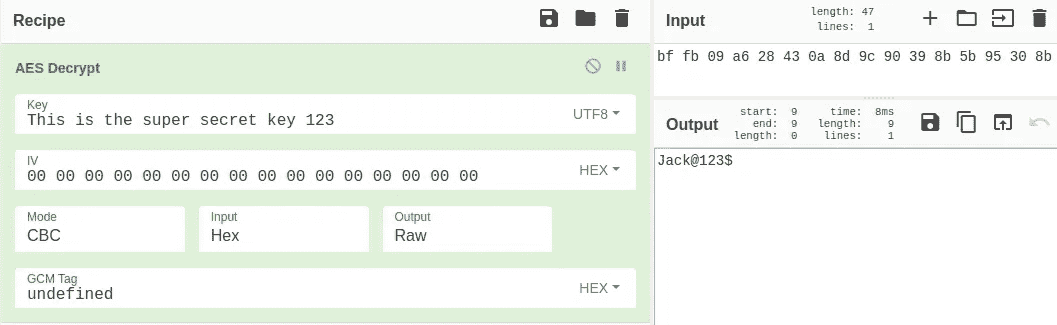 Recipe
AES Decrypt
Key
This is the super secret key 123
UTF8
IV
00 00 00 00 00 00 00 00 00 00 00 00 00 00 00 00
HEX
Mode
CBC
Input
Hex
Output
Raw
GCM Tag
undefined
HEX
Input
length: 47
lines: 1
bf fb 09 a6 28 43 0a 8d 9c 90 39 8b 5b 95 30 8b
Output
start: 9 time: 8ms
end: 9 length: 9
length: 0 lines: 1
Jack@123$